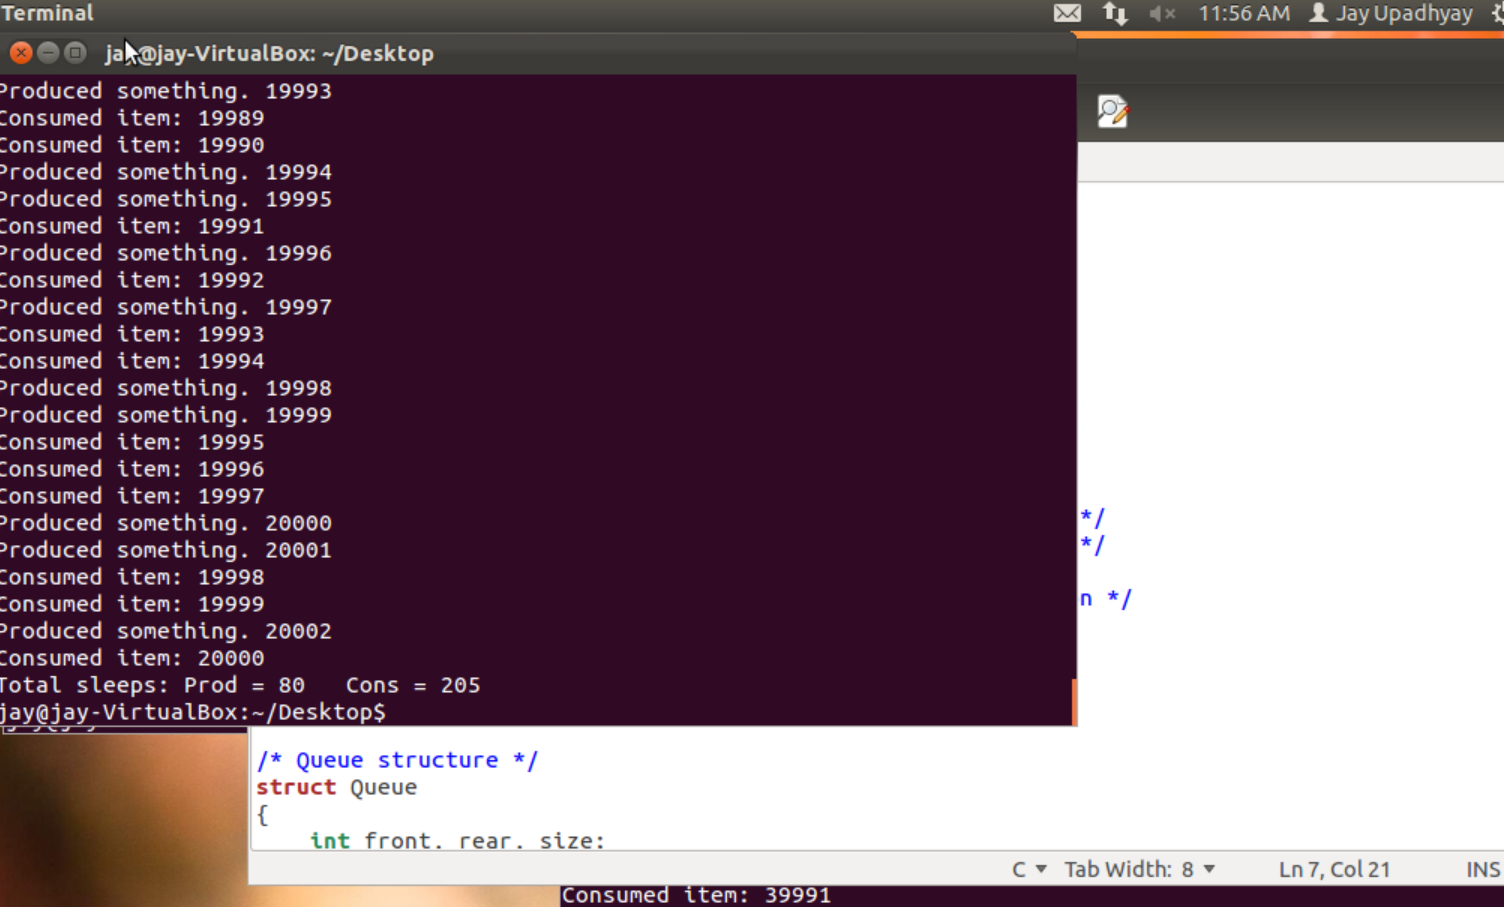 Terminal
11:56 AM Jay Upadhyay
jay@jay-VirtualBox: ~/Desktop
Produced something. 19993
Consumed item: 19989
Consumed item: 19990
Produced something. 19994
Produced something. 19995
Consumed item: 19991
Produced something. 19996
Consumed item: 19992
Produced something. 19997
Consumed item: 19993
Consumed item: 19994
Produced something. 19998
Produced something. 19999
Consumed item: 19995
Consumed item: 19996
Consumed item: 19997
Produced something. 20000
Produced something. 20001
Consumed item: 19998
Consumed item: 19999
Produced something. 20002
Consumed item: 20000
Total sleeps: Prod = 80   Cons = 205
jay@jay-VirtualBox:~/Desktop$
*/
*/
n */
/* Queue structure */
struct Queue
{
int front, rear, size;
C Tab Width: 8 Ln 7, Col 21 INS
Consumed item: 39991